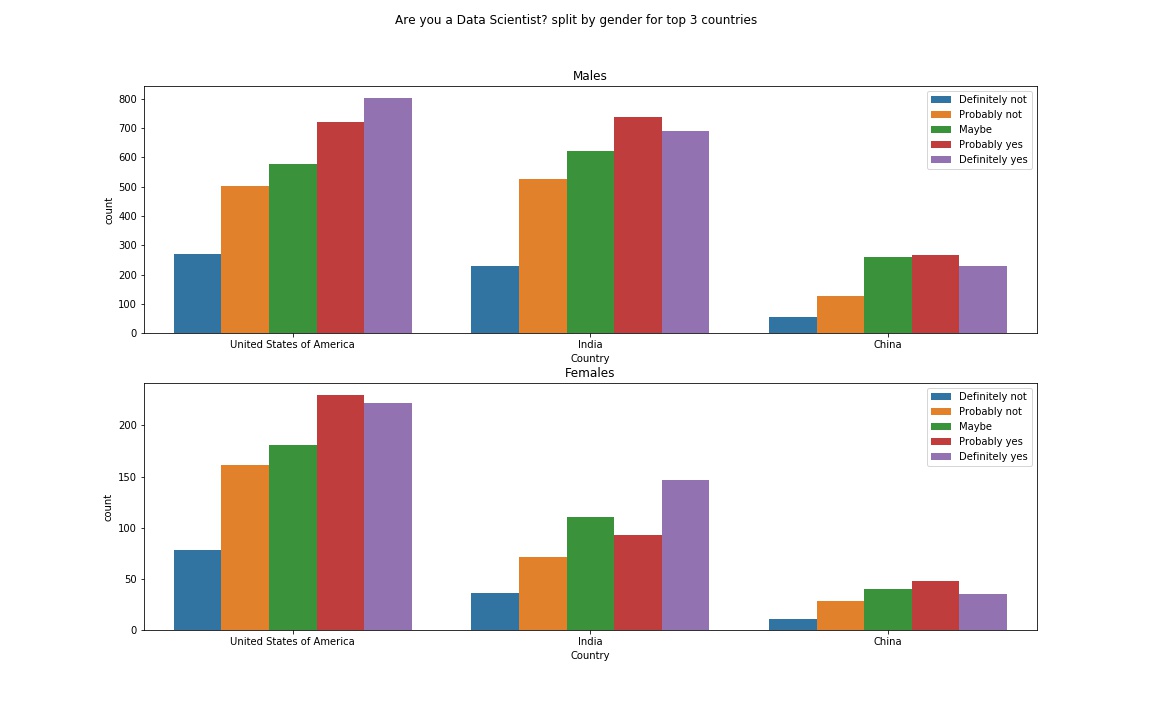 Are you a Data Scientist? split by gender for top 3 countries
Males
800
700
600
500
400
300
200
100
0
count
Definitely not
Probably not
Maybe
Probably yes
Definitely yes
United States of America India China
Country
Females
200
150
100
50
0
count
Definitely not
Probably not
Maybe
Probably yes
Definitely yes
United States of America India China
Country